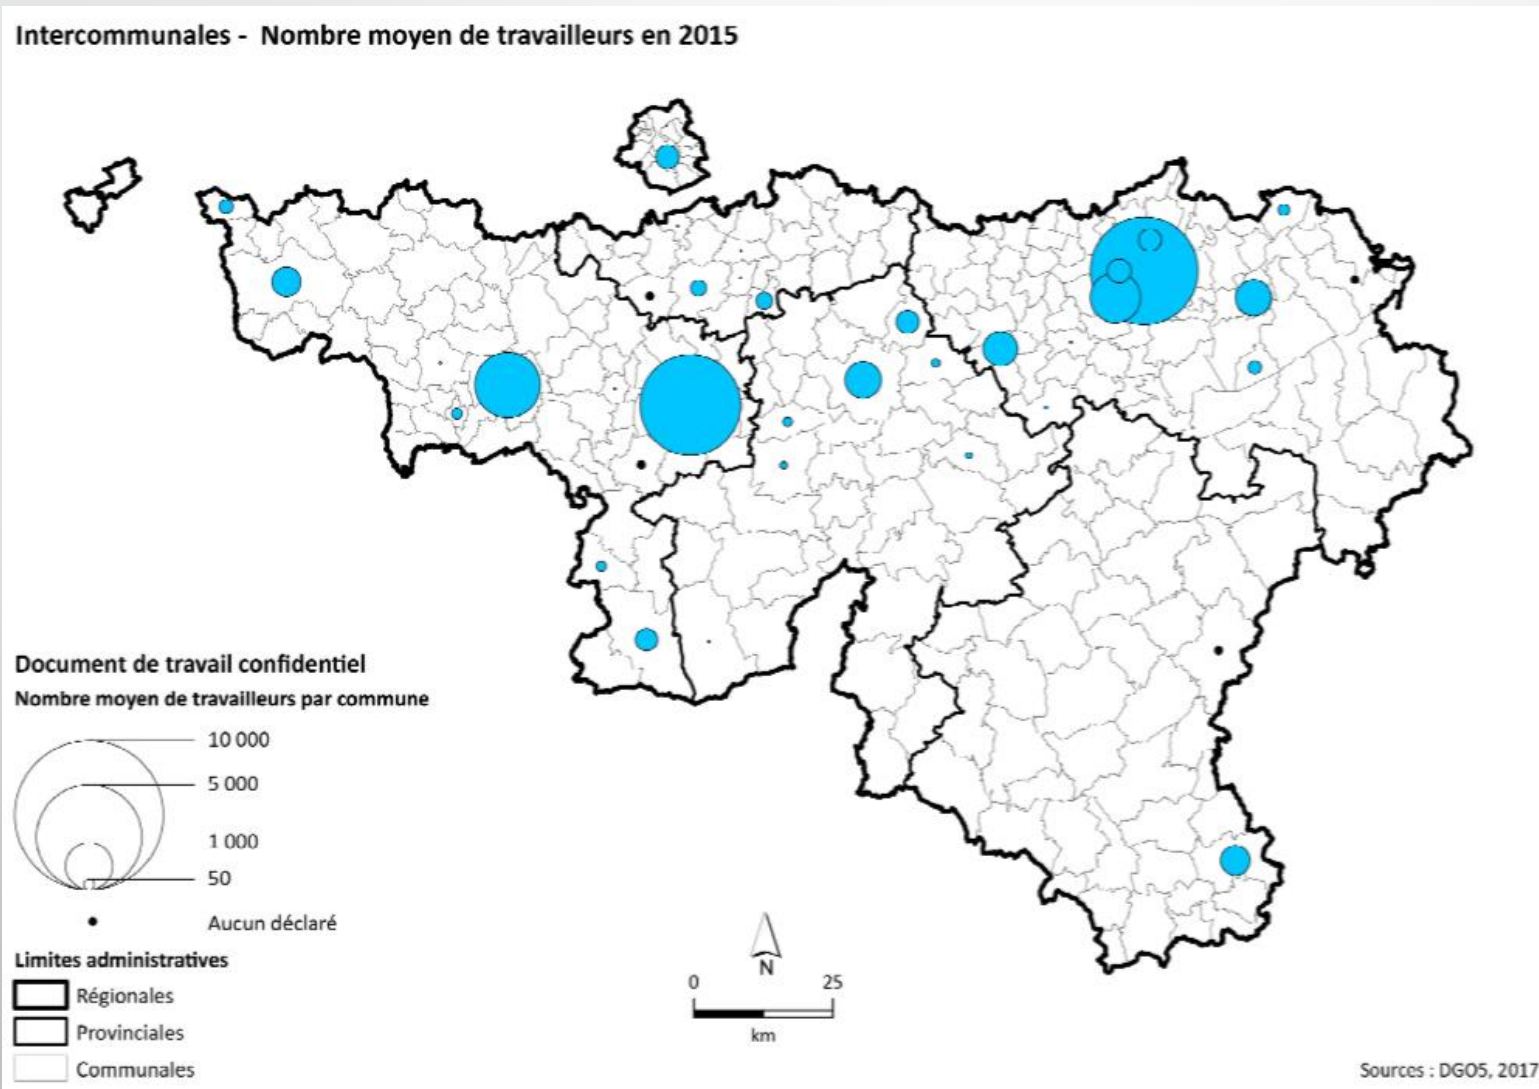 Intercommunales - Nombre moyen de travailleurs en 2015
Document de travail confidentiel
Nombre moyen de travailleurs par commune
10 000
5 000
1 000
50
Aucun déclaré
Limites administratives
Régionales
Provinciales
Communales
N
0 25
km
Sources : DGO5, 2017